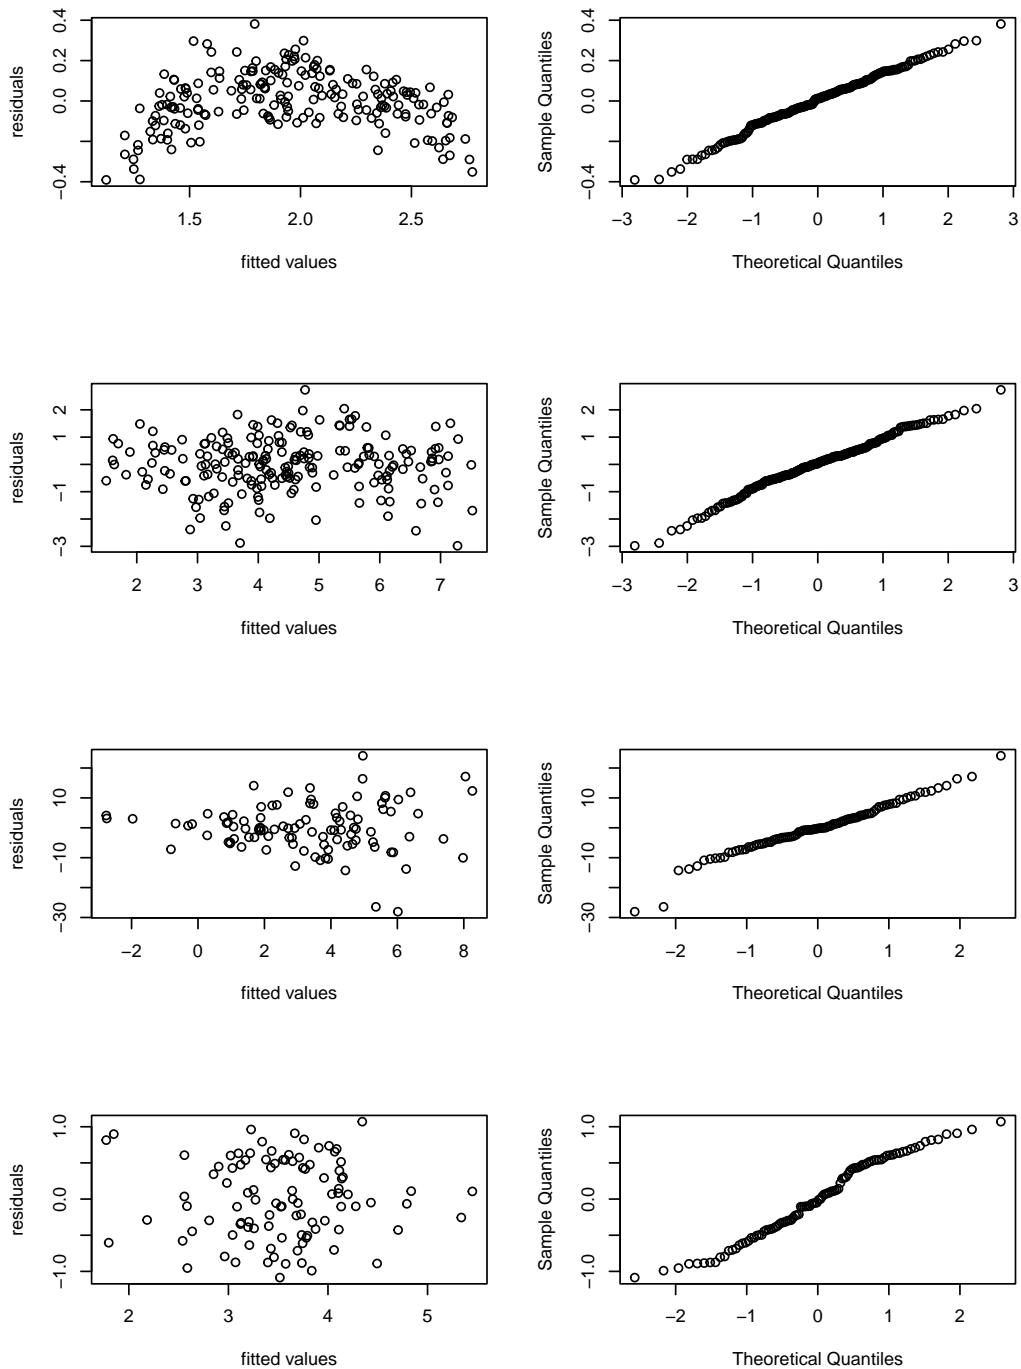 0.4
0.2
0.0
−0.4
residuals
1.5 2.0 2.5
fitted values
0.4
0.2
0.0
−0.4
Sample Quantiles
−3 −2 −1 0 1 2 3
Theoretical Quantiles
2
1
−1
−3
residuals
2 3 4 5 6 7
fitted values
2
1
−1
−3
Sample Quantiles
−3 −2 −1 0 1 2 3
Theoretical Quantiles
10
−10
−30
residuals
−2 0 2 4 6 8
fitted values
10
−10
−30
Sample Quantiles
−2 −1 0 1 2
Theoretical Quantiles
1.0
0.0
−1.0
residuals
2 3 4 5
fitted values
1.0
0.0
−1.0
Sample Quantiles
−2 −1 0 1 2
Theoretical Quantiles